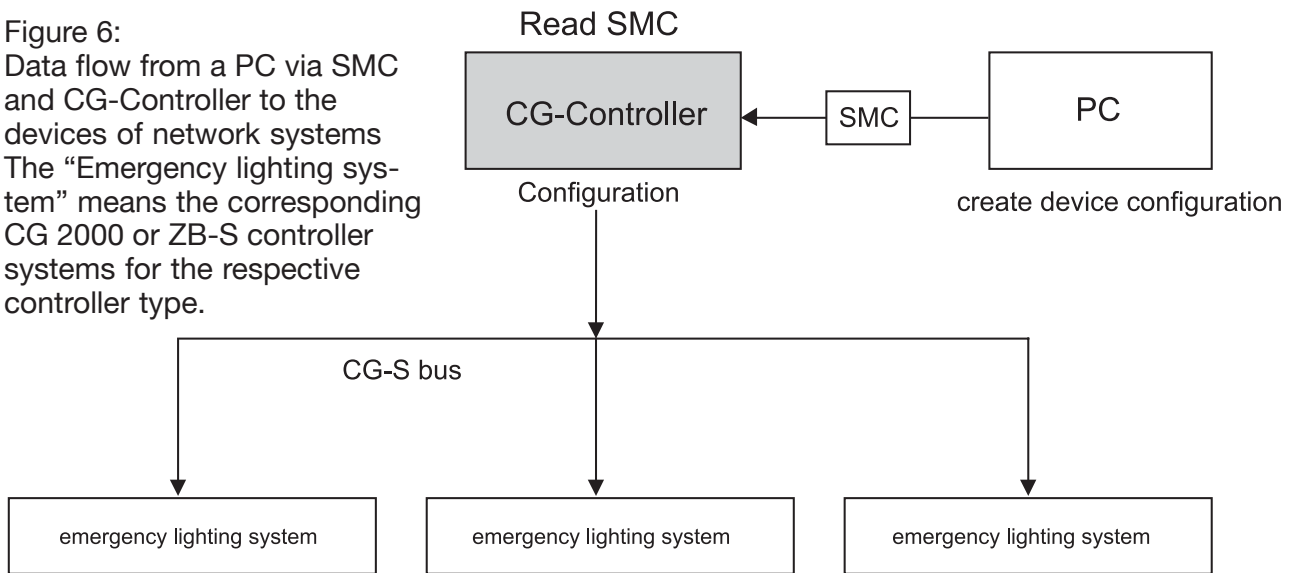 Figure 6:
Data flow from a PC via SMC
and CG-Controller to the
devices of network systems
The “Emergency lighting sys-
tem” means the corresponding
CG 2000 or ZB-S controller
systems for the respective
controller type.
Read SMC
CG-Controller
SMC
PC
Configuration
create device configuration
CG-S bus
emergency lighting system
emergency lighting system
emergency lighting system